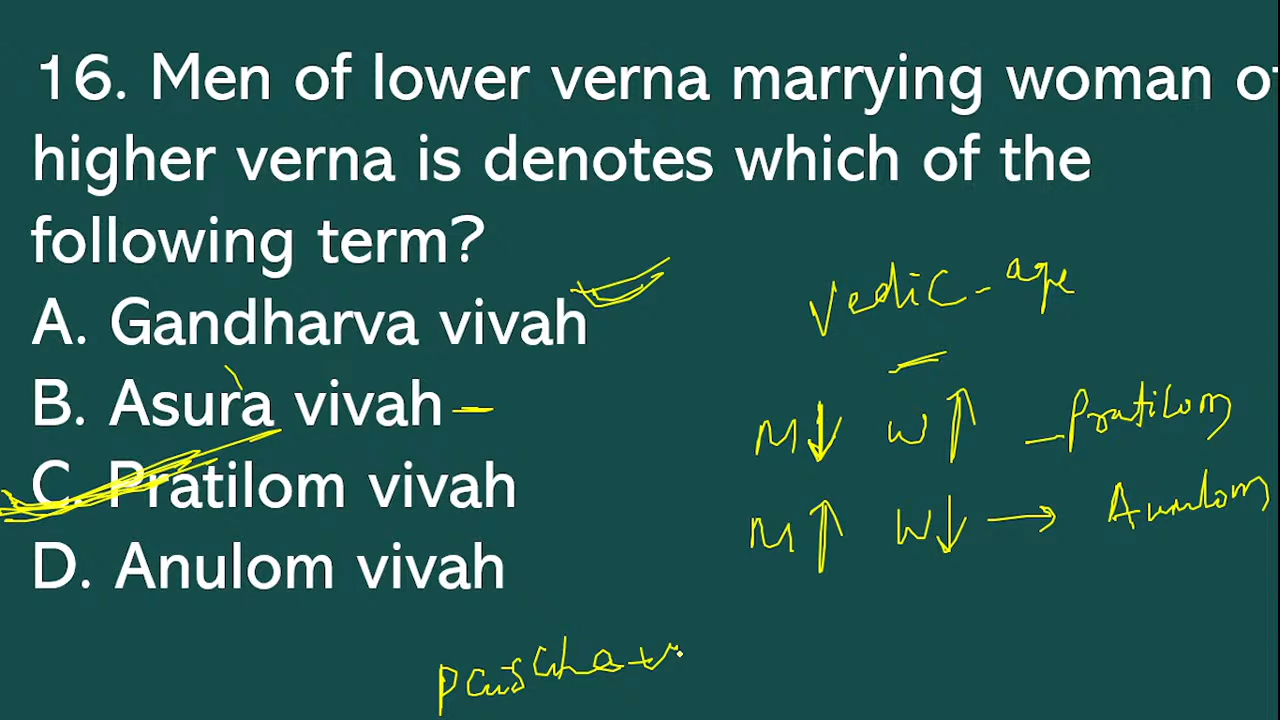 16. Men of lower verna marrying woman of
higher verna is denotes which of the
following term?
A. Gandharva vivah
B. Asura vivah
C. Pratilom vivah
D. Anulom vivah
Vedic - age
M↓ W↑ - Pratilom
M↑ W↓ → Anulom